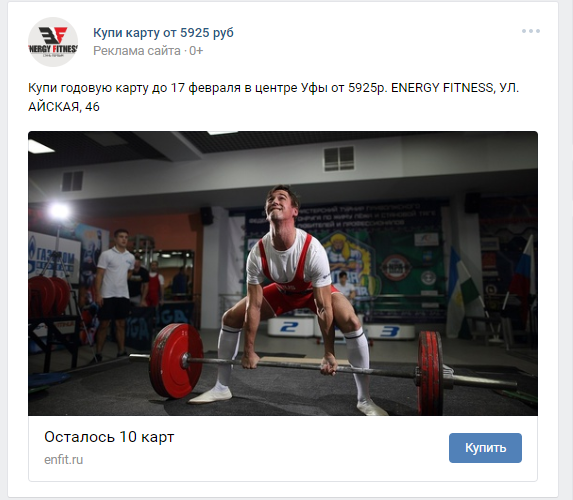 Купи карту от 5925 руб
Реклама сайта · 0+
ENERGY FITNESS
Купи годовую карту до 17 февраля в центре Уфы от 5925р. ENERGY FITNESS, УЛ.
АЙСКАЯ, 46
ГАЗПРОМ
2
3
Осталось 10 карт
enfit.ru
Купить